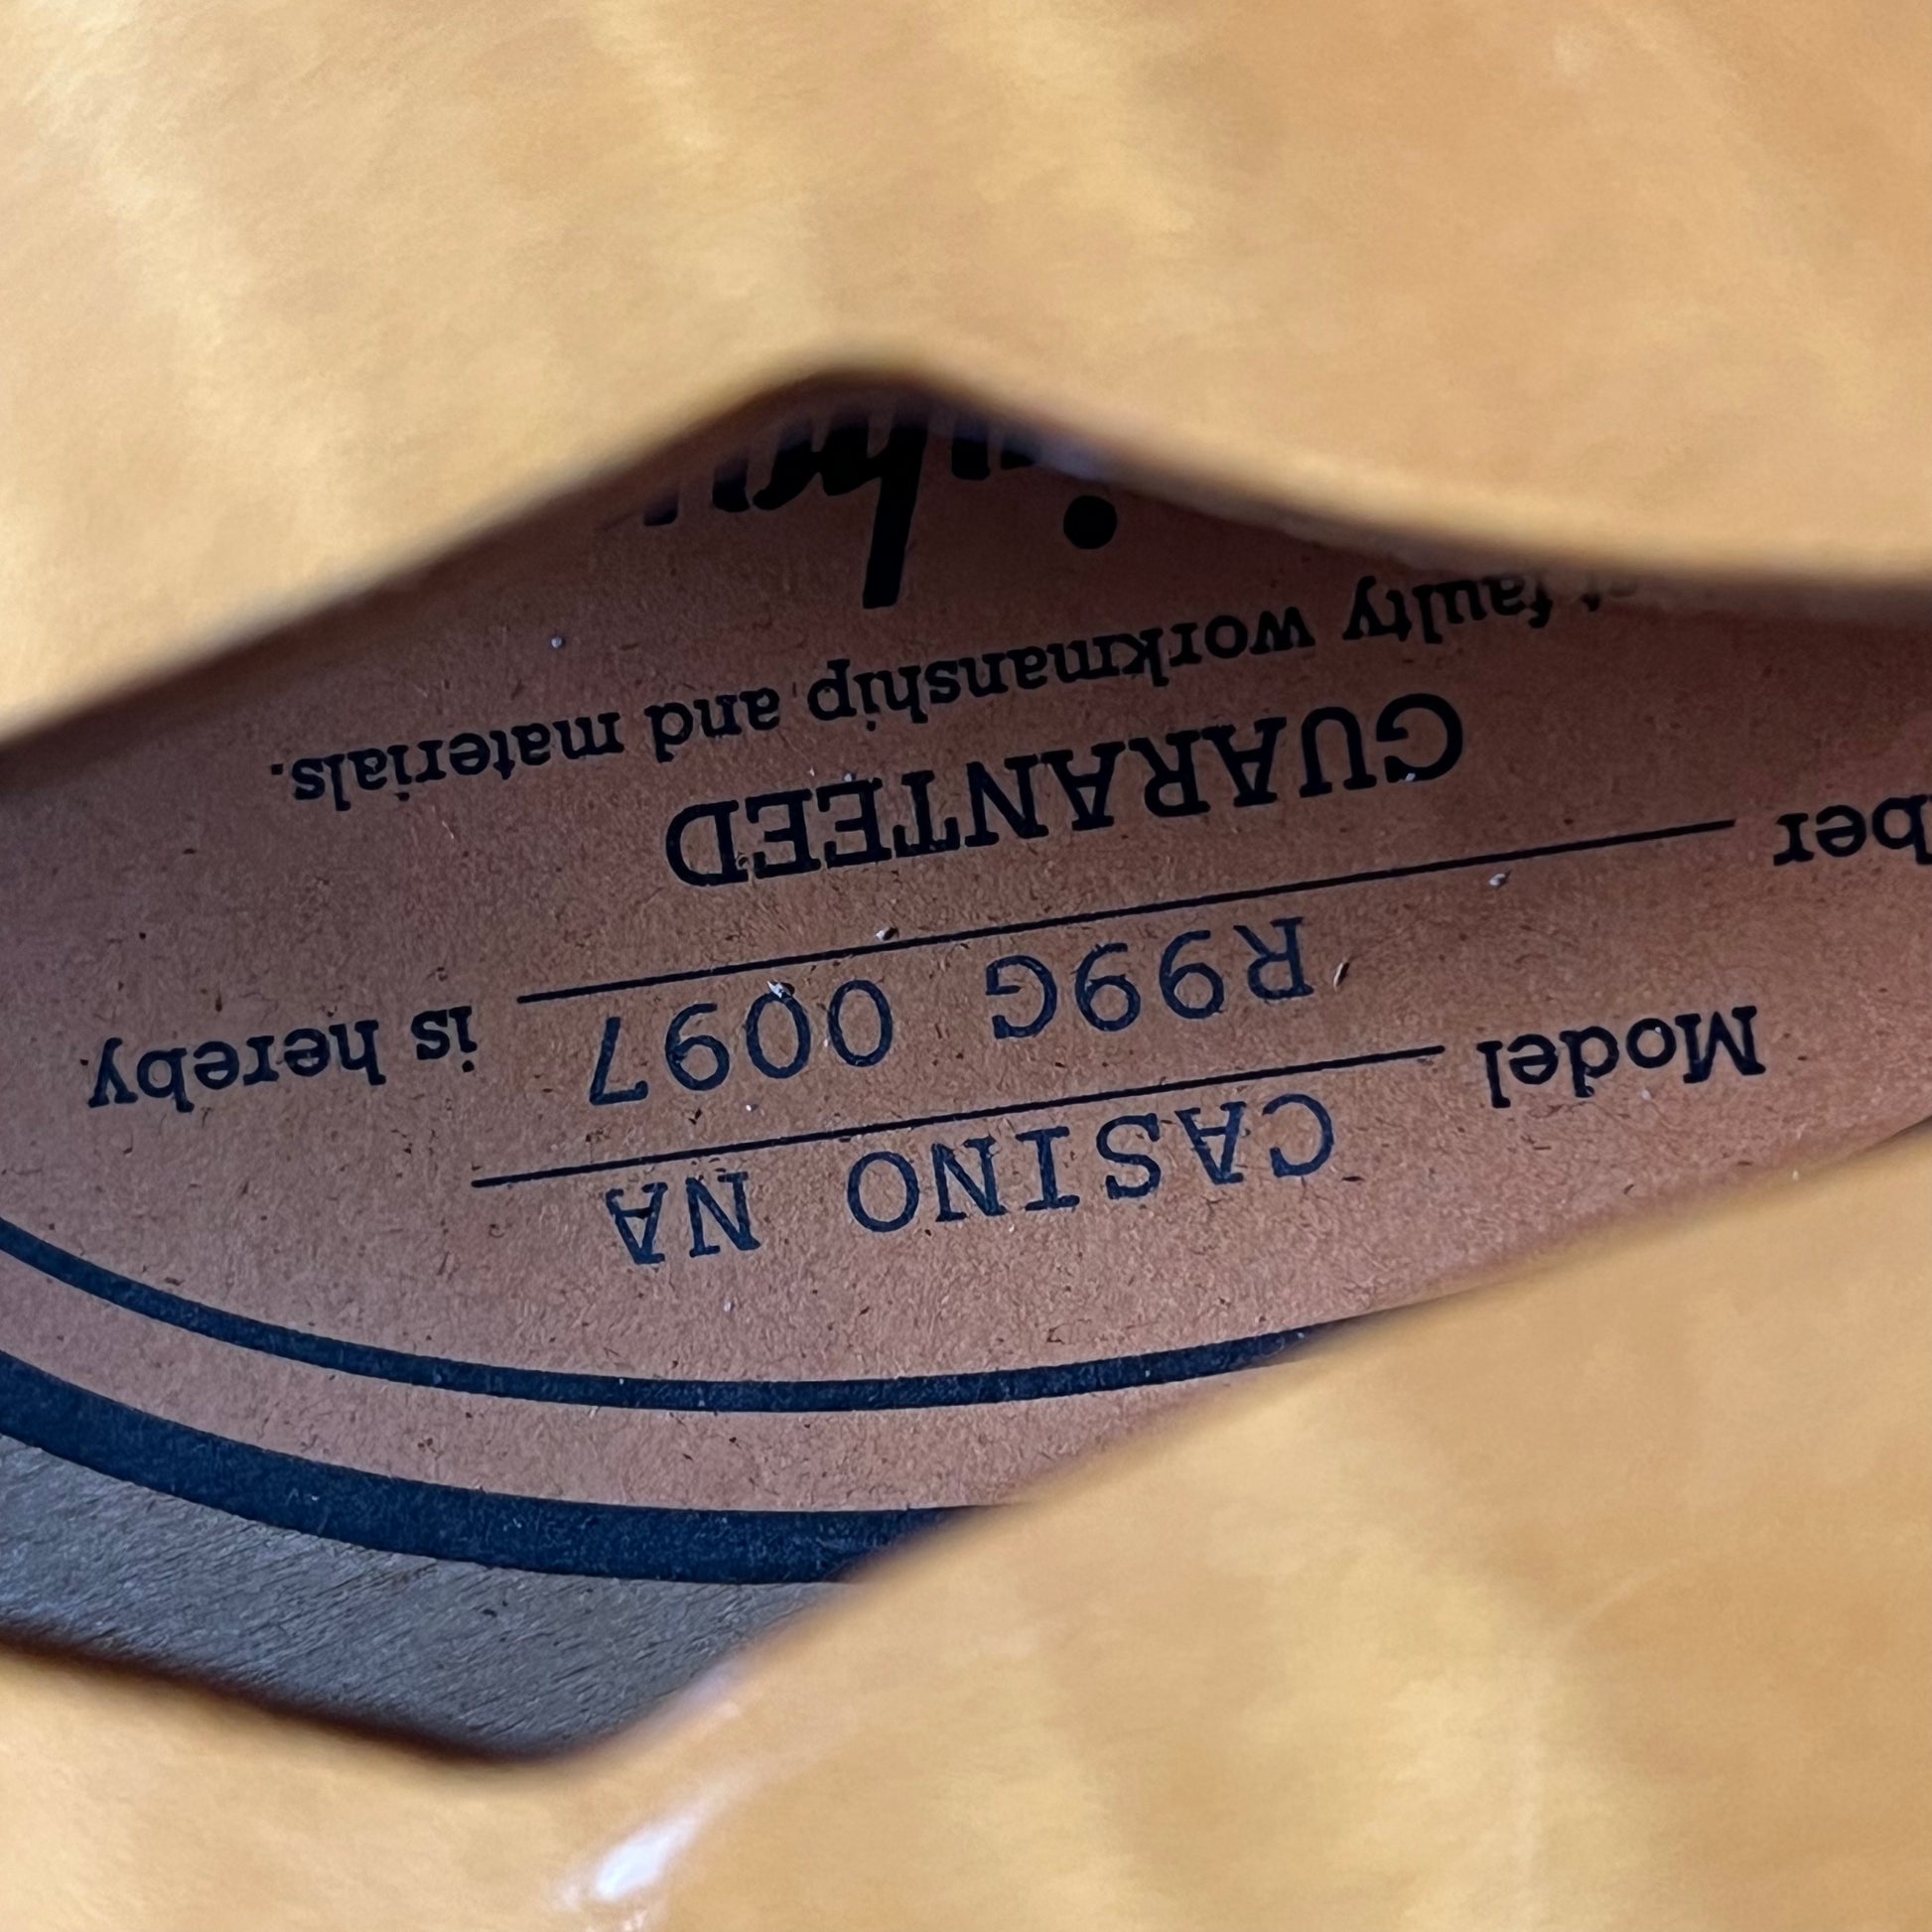 Model CASINO NA
ber R99G 0097 is hereby
GUARANTEED
faulty workmanship and materials.